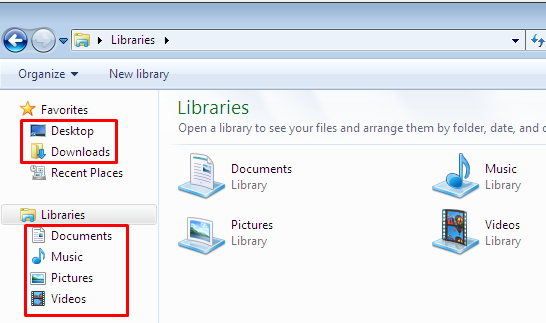 Libraries
Organize
New library
Favorites
Desktop
Downloads
Recent Places
Libraries
Documents
Music
Pictures
Videos
Libraries
Open a library to see your files and arrange them by folder, date, and
Documents
Library
Music
Library
Pictures
Library
Videos
Library